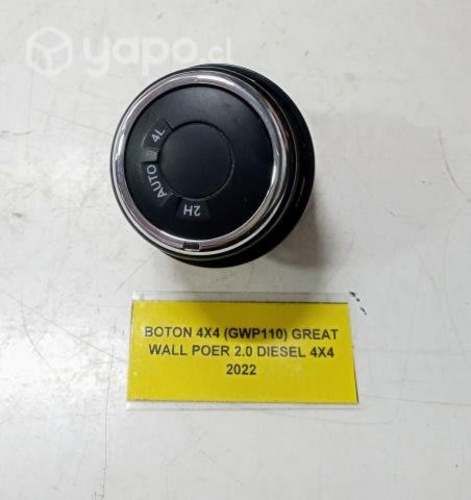 yapo.cl
4L
AUTO
2H
BOTON 4X4 (GWP110) GREAT
WALL POER 2.0 DIESEL 4X4
2022